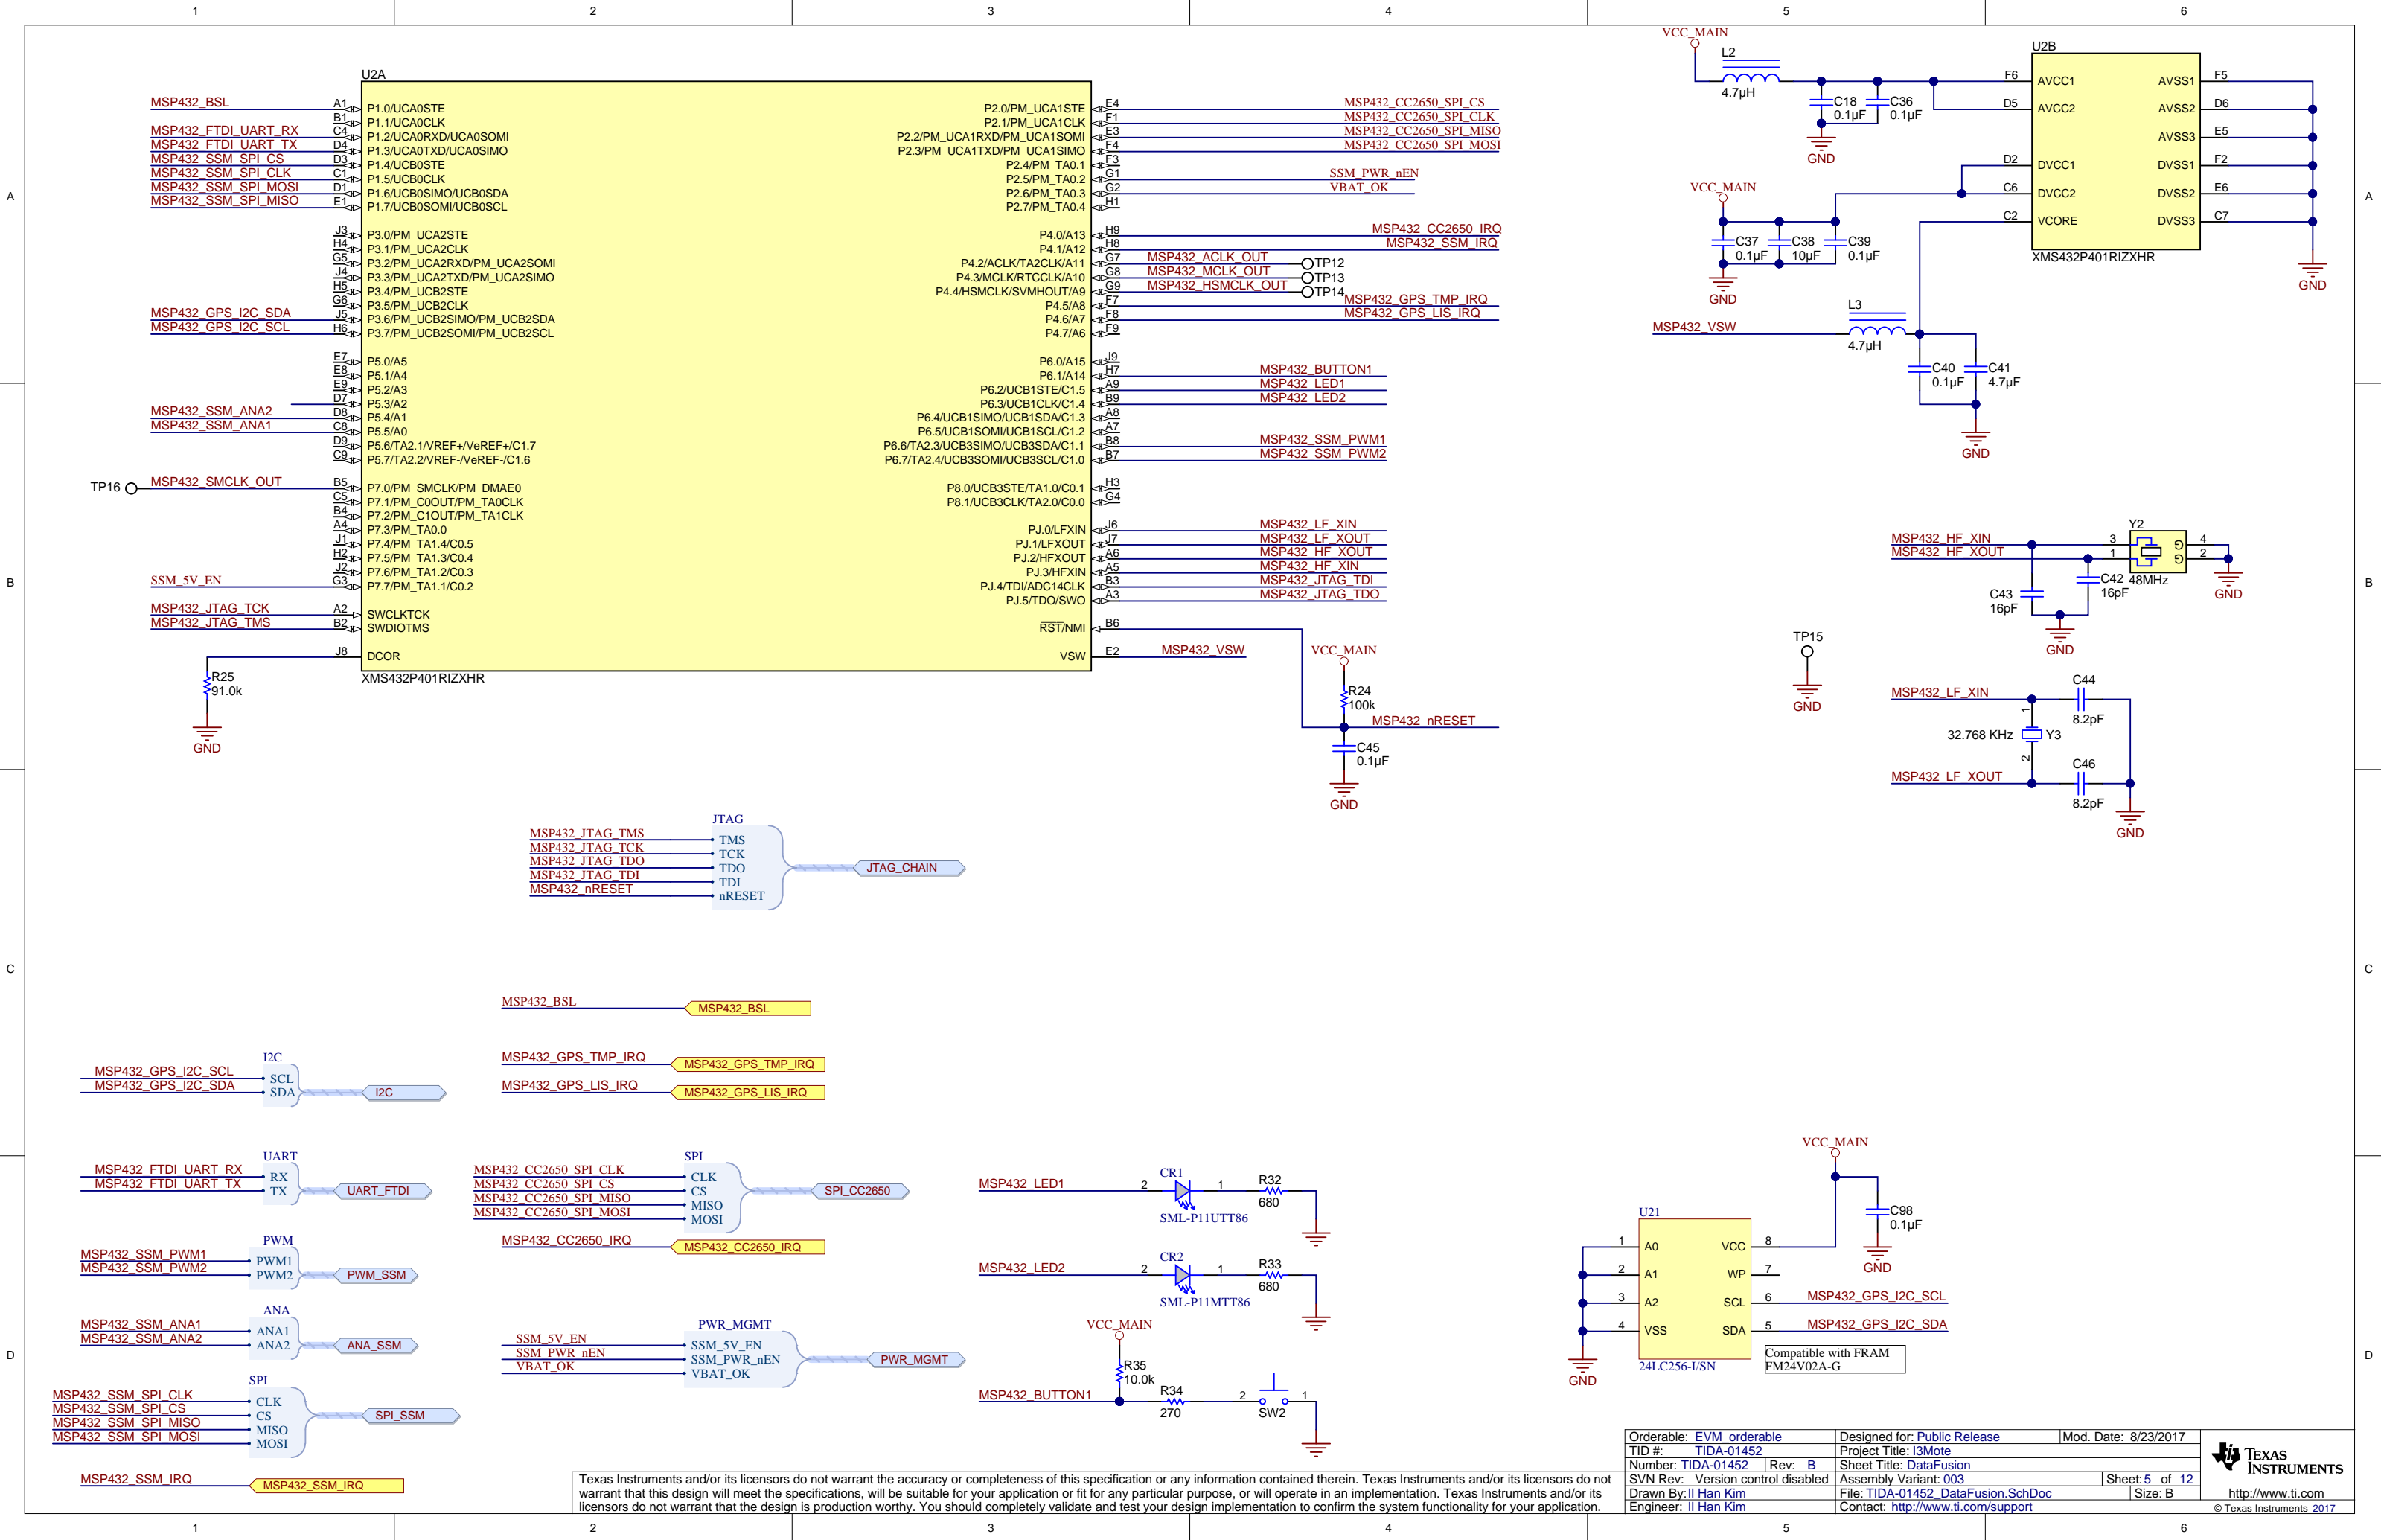 1 2 3 4 5 6
A
B
C
D
U2A
MSP432_BSL A1 P1.0/UCA0STE
B1 P1.1/UCA0CLK
MSP432_FTDI_UART_RX C4 P1.2/UCA0RXD/UCA0SOMI
MSP432_FTDI_UART_TX D4 P1.3/UCA0TXD/UCA0SIMO
MSP432_SSM_SPI_CS D3 P1.4/UCB0STE
MSP432_SSM_SPI_CLK C1 P1.5/UCB0CLK
MSP432_SSM_SPI_MOSI D1 P1.6/UCB0SIMO/UCB0SDA
MSP432_SSM_SPI_MISO E1 P1.7/UCB0SOMI/UCB0SCL
J3 P3.0/PM_UCA2STE
H4 P3.1/PM_UCA2CLK
G5 P3.2/PM_UCA2RXD/PM_UCA2SOMI
J4 P3.3/PM_UCA2TXD/PM_UCA2SIMO
H5 P3.4/PM_UCB2STE
G6 P3.5/PM_UCB2CLK
MSP432_GPS_I2C_SDA J5 P3.6/PM_UCB2SIMO/PM_UCB2SDA
MSP432_GPS_I2C_SCL H6 P3.7/PM_UCB2SOMI/PM_UCB2SCL
E7 P5.0/A5
E8 P5.1/A4
E9 P5.2/A3
D7 P5.3/A2
MSP432_SSM_ANA2 D8 P5.4/A1
MSP432_SSM_ANA1 C8 P5.5/A0
D9 P5.6/TA2.1/VREF+/VeREF+/C1.7
C9 P5.7/TA2.2/VREF-/VeREF-/C1.6
TP16 MSP432_SMCLK_OUT B5 P7.0/PM_SMCLK/PM_DMAE0
C5 P7.1/PM_C0OUT/PM_TA0CLK
B4 P7.2/PM_C1OUT/PM_TA1CLK
A4 P7.3/PM_TA0.0
J1 P7.4/PM_TA1.4/C0.5
H2 P7.5/PM_TA1.3/C0.4
J2 P7.6/PM_TA1.2/C0.3
SSM_5V_EN G3 P7.7/PM_TA1.1/C0.2
MSP432_JTAG_TCK A2 SWCLKTCK
MSP432_JTAG_TMS B2 SWDIOTMS
J8 DCOR
XMS432P401RIZXHR
R25
91.0k
GND
P2.0/PM_UCA1STE E4 MSP432_CC2650_SPI_CS
P2.1/PM_UCA1CLK F1 MSP432_CC2650_SPI_CLK
P2.2/PM_UCA1RXD/PM_UCA1SOMI E3 MSP432_CC2650_SPI_MISO
P2.3/PM_UCA1TXD/PM_UCA1SIMO F4 MSP432_CC2650_SPI_MOSI
P2.4/PM_TA0.1 F3
P2.5/PM_TA0.2 G1 SSM_PWR_nEN
P2.6/PM_TA0.3 G2 VBAT_OK
P2.7/PM_TA0.4 H1
P4.0/A13 H9 MSP432_CC2650_IRQ
P4.1/A12 H8 MSP432_SSM_IRQ
P4.2/ACLK/TA2CLK/A11 G7 MSP432_ACLK_OUT TP12
P4.3/MCLK/RTCCLK/A10 G8 MSP432_MCLK_OUT TP13
P4.4/HSMCLK/SVMHOUT/A9 G9 MSP432_HSMCLK_OUT TP14
P4.5/A8 F7 MSP432_GPS_TMP_IRQ
P4.6/A7 F8 MSP432_GPS_LIS_IRQ
P4.7/A6 F9
P6.0/A15 J9
P6.1/A14 H7 MSP432_BUTTON1
P6.2/UCB1STE/C1.5 A9 MSP432_LED1
P6.3/UCB1CLK/C1.4 B9 MSP432_LED2
P6.4/UCB1SIMO/UCB1SDA/C1.3 A8
P6.5/UCB1SOMI/UCB1SCL/C1.2 A7
P6.6/TA2.3/UCB3SIMO/UCB3SDA/C1.1 B8 MSP432_SSM_PWM1
P6.7/TA2.4/UCB3SOMI/UCB3SCL/C1.0 B7 MSP432_SSM_PWM2
P8.0/UCB3STE/TA1.0/C0.1 H3
P8.1/UCB3CLK/TA2.0/C0.0 G4
PJ.0/LFXIN J6 MSP432_LF_XIN
PJ.1/LFXOUT J7 MSP432_LF_XOUT
PJ.2/HFXOUT A6 MSP432_HF_XOUT
PJ.3/HFXIN A5 MSP432_HF_XIN
PJ.4/TDI/ADC14CLK B3 MSP432_JTAG_TDI
PJ.5/TDO/SWO A3 MSP432_JTAG_TDO
RST/NMI B6
VSW E2 MSP432_VSW
VCC_MAIN
R24
100k
MSP432_nRESET
C45
0.1µF
GND
VCC_MAIN
L2
4.7µH
C18
0.1µF
C36
0.1µF
GND
U2B
F6 AVCC1 AVSS1 F5
D5 AVCC2 AVSS2 D6
AVSS3 E5
D2 DVCC1 DVSS1 F2
C6 DVCC2 DVSS2 E6
C2 VCORE DVSS3 C7
XMS432P401RIZXHR
GND
VCC_MAIN
C37
0.1µF
C38
10µF
C39
0.1µF
GND
MSP432_VSW
L3
4.7µH
C40
0.1µF
C41
4.7µF
GND
MSP432_HF_XIN
MSP432_HF_XOUT
Y2
3 4
1 2
G G
48MHz
C42
16pF
C43
16pF
GND
GND
TP15
GND
MSP432_LF_XIN
C44
8.2pF
1
32.768 KHz Y3
2
MSP432_LF_XOUT
C46
8.2pF
GND
JTAG
MSP432_JTAG_TMS TMS
MSP432_JTAG_TCK TCK
MSP432_JTAG_TDO TDO
MSP432_JTAG_TDI TDI
MSP432_nRESET nRESET
JTAG_CHAIN
MSP432_BSL MSP432_BSL
MSP432_GPS_TMP_IRQ MSP432_GPS_TMP_IRQ
MSP432_GPS_LIS_IRQ MSP432_GPS_LIS_IRQ
I2C
MSP432_GPS_I2C_SCL SCL
MSP432_GPS_I2C_SDA SDA
I2C
UART
MSP432_FTDI_UART_RX RX
MSP432_FTDI_UART_TX TX
UART_FTDI
PWM
MSP432_SSM_PWM1 PWM1
MSP432_SSM_PWM2 PWM2
PWM_SSM
ANA
MSP432_SSM_ANA1 ANA1
MSP432_SSM_ANA2 ANA2
ANA_SSM
SPI
MSP432_SSM_SPI_CLK CLK
MSP432_SSM_SPI_CS CS
MSP432_SSM_SPI_MISO MISO
MSP432_SSM_SPI_MOSI MOSI
SPI_SSM
MSP432_SSM_IRQ MSP432_SSM_IRQ
SPI
MSP432_CC2650_SPI_CLK CLK
MSP432_CC2650_SPI_CS CS
MSP432_CC2650_SPI_MISO MISO
MSP432_CC2650_SPI_MOSI MOSI
SPI_CC2650
MSP432_CC2650_IRQ MSP432_CC2650_IRQ
PWR_MGMT
SSM_5V_EN SSM_5V_EN
SSM_PWR_nEN SSM_PWR_nEN
VBAT_OK VBAT_OK
PWR_MGMT
MSP432_LED1 2 CR1 1 R32
SML-P11UTT86 680
MSP432_LED2 2 CR2 1 R33
SML-P11MTT86 680
VCC_MAIN
R35
10.0k
MSP432_BUTTON1 R34 2 1
270 SW2
VCC_MAIN
C98
0.1µF
GND
U21
1 A0 VCC 8
2 A1 WP 7
3 A2 SCL 6 MSP432_GPS_I2C_SCL
4 VSS SDA 5 MSP432_GPS_I2C_SDA
24LC256-I/SN
GND
Compatible with FRAM
FM24V02A-G
Texas Instruments and/or its licensors do not warrant the accuracy or completeness of this specification or any information contained therein. Texas Instruments and/or its licensors do not
warrant that this design will meet the specifications, will be suitable for your application or fit for any particular purpose, or will operate in an implementation. Texas Instruments and/or its
licensors do not warrant that the design is production worthy. You should completely validate and test your design implementation to confirm the system functionality for your application.
Orderable: EVM_orderable Designed for: Public Release Mod. Date: 8/23/2017
TID #: TIDA-01452 Project Title: I3Mote
Number: TIDA-01452 Rev: B Sheet Title: DataFusion
SVN Rev: Version control disabled Assembly Variant: 003 Sheet: 5 of 12
Drawn By: Il Han Kim File: TIDA-01452_DataFusion.SchDoc Size: B
Engineer: Il Han Kim Contact: http://www.ti.com/support
TEXAS
INSTRUMENTS
http://www.ti.com
© Texas Instruments 2017
A
B
C
D
1 2 3 4 5 6